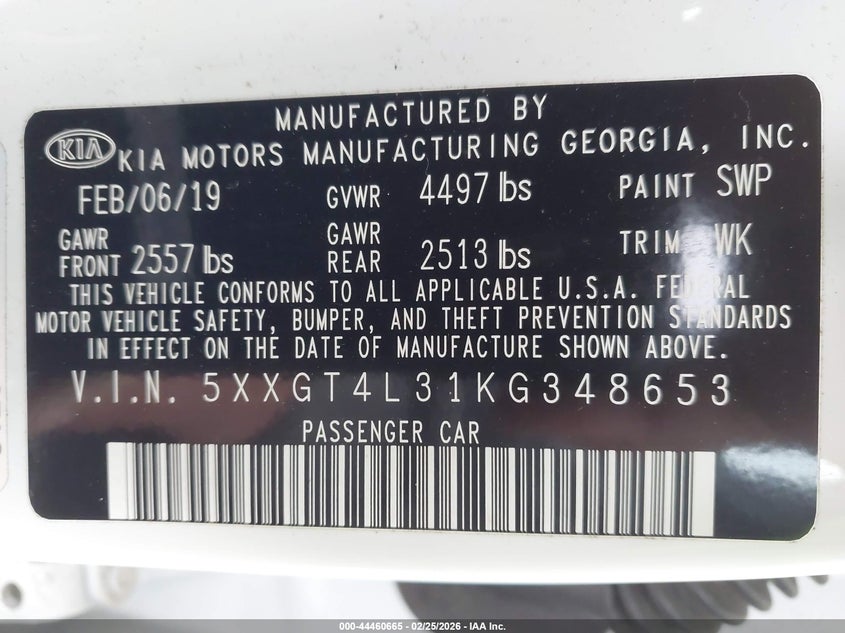 MANUFACTURED BY
KIA KIA MOTORS MANUFACTURING GEORGIA, INC.
FEB/06/19 GVWR 4497 lbs PAINT SWP
GAWR FRONT 2557 lbs GAWR REAR 2513 lbs TRIM WK
THIS VEHICLE CONFORMS TO ALL APPLICABLE U.S.A. FEDERAL
MOTOR VEHICLE SAFETY, BUMPER, AND THEFT PREVENTION STANDARDS
IN EFFECT ON THE DATE OF MANUFACTURE SHOWN ABOVE.
V.I.N. 5XXGT4L31KG348653
PASSENGER CAR
000-44460665 - 02/25/2026 - IAA Inc.